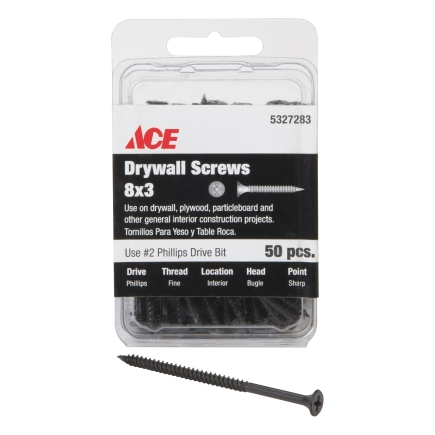 5327283
ACE
Drywall Screws
8x3
Use on drywall, plywood, particleboard and
other general interior construction projects.
Tornillos Para Yeso y Table Roca.
Use #2 Phillips Drive Bit
50 pcs.
Drive Thread Location Head Point
Phillips Fine Interior Bugle Sharp